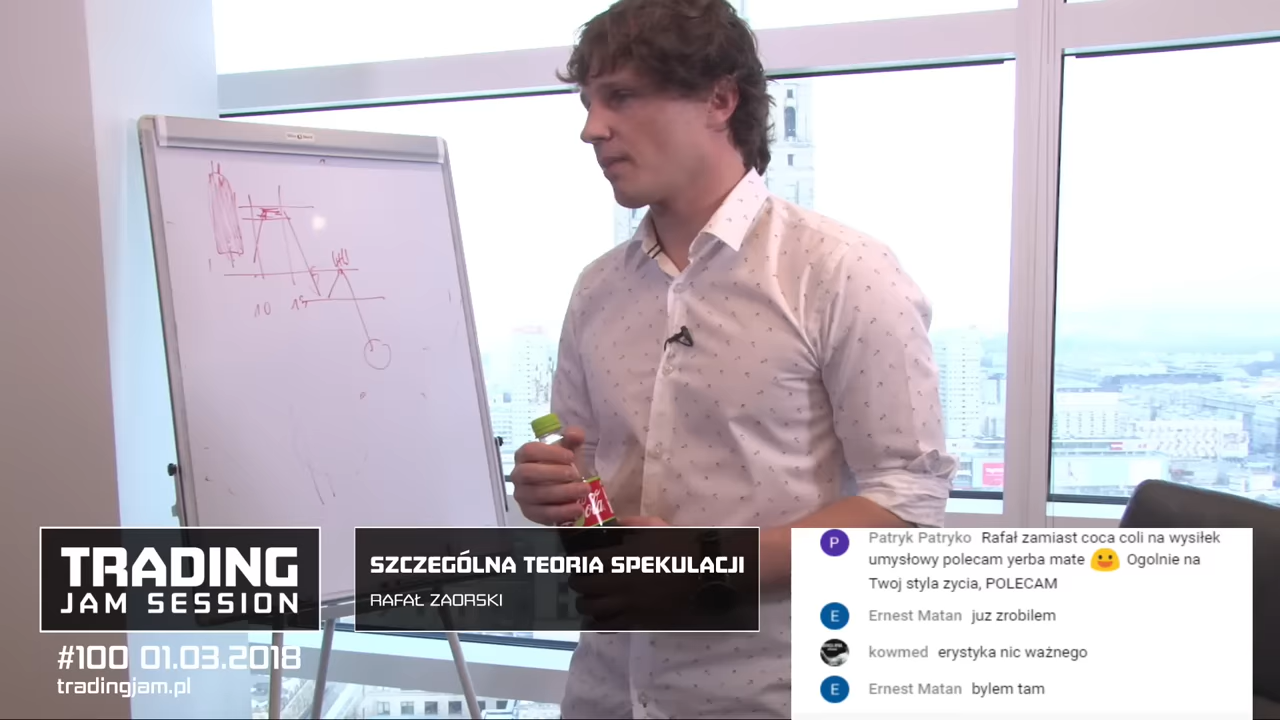 10 15
Cola
TRADING
JAM SESSION
#100 01.03.2018
tradingjam.pl
SZCZEGÓLNA TEORIA SPEKULACJI
RAFAŁ ZAORSKI
Patryk Patryko Rafał zamiast coca coli na wysiłek
umysłowy polecam yerba mate 😀 Ogolnie na
Twoj styla zycia, POLECAM
E Ernest Matan juz zrobilem
kowmed erystyka nic ważnego
E Ernest Matan bylem tam